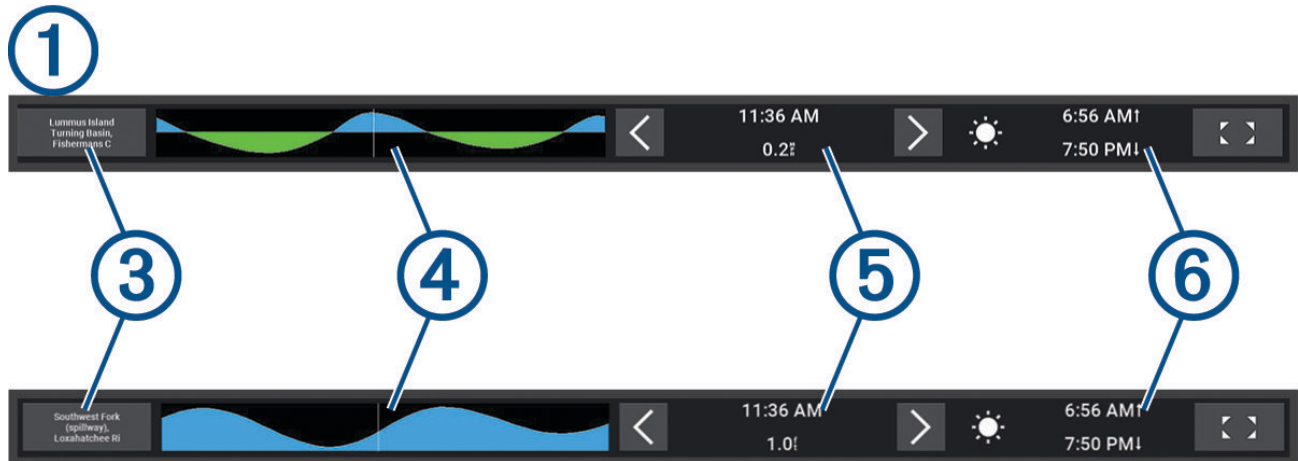 1
Lummus Island
Turning Basin,
Fishermans C
11:36 AM
0.2
6:56 AM↑
7:50 PM↓
3
4
5
6
Southwest Fork
(spillway),
Loxahatchee Ri
11:36 AM
1.0
6:56 AM↑
7:50 PM↓